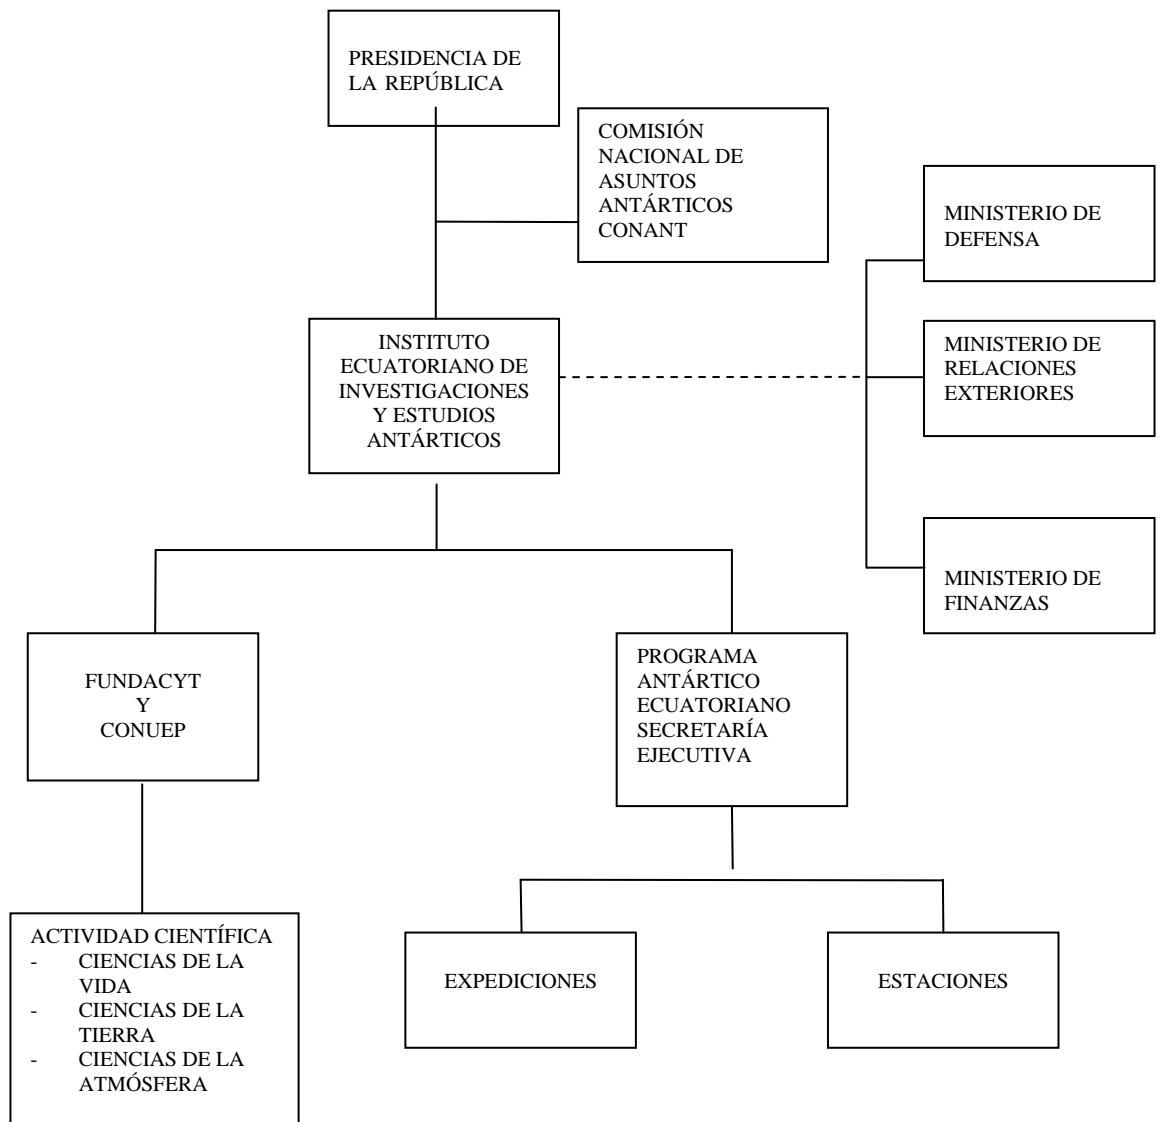 PRESIDENCIA DE
LA REPÚBLICA
COMISIÓN
NACIONAL DE
ASUNTOS
ANTÁRTICOS
CONANT
MINISTERIO DE
DEFENSA
INSTITUTO
ECUATORIANO DE
INVESTIGACIONES
Y ESTUDIOS
ANTÁRTICOS
MINISTERIO DE
RELACIONES
EXTERIORES
MINISTERIO DE
FINANZAS
FUNDACYT
Y
CONUEP
PROGRAMA
ANTÁRTICO
ECUATORIANO
SECRETARÍA
EJECUTIVA
ACTIVIDAD CIENTÍFICA
- CIENCIAS DE LA
VIDA
- CIENCIAS DE LA
TIERRA
- CIENCIAS DE LA
ATMÓSFERA
EXPEDICIONES
ESTACIONES